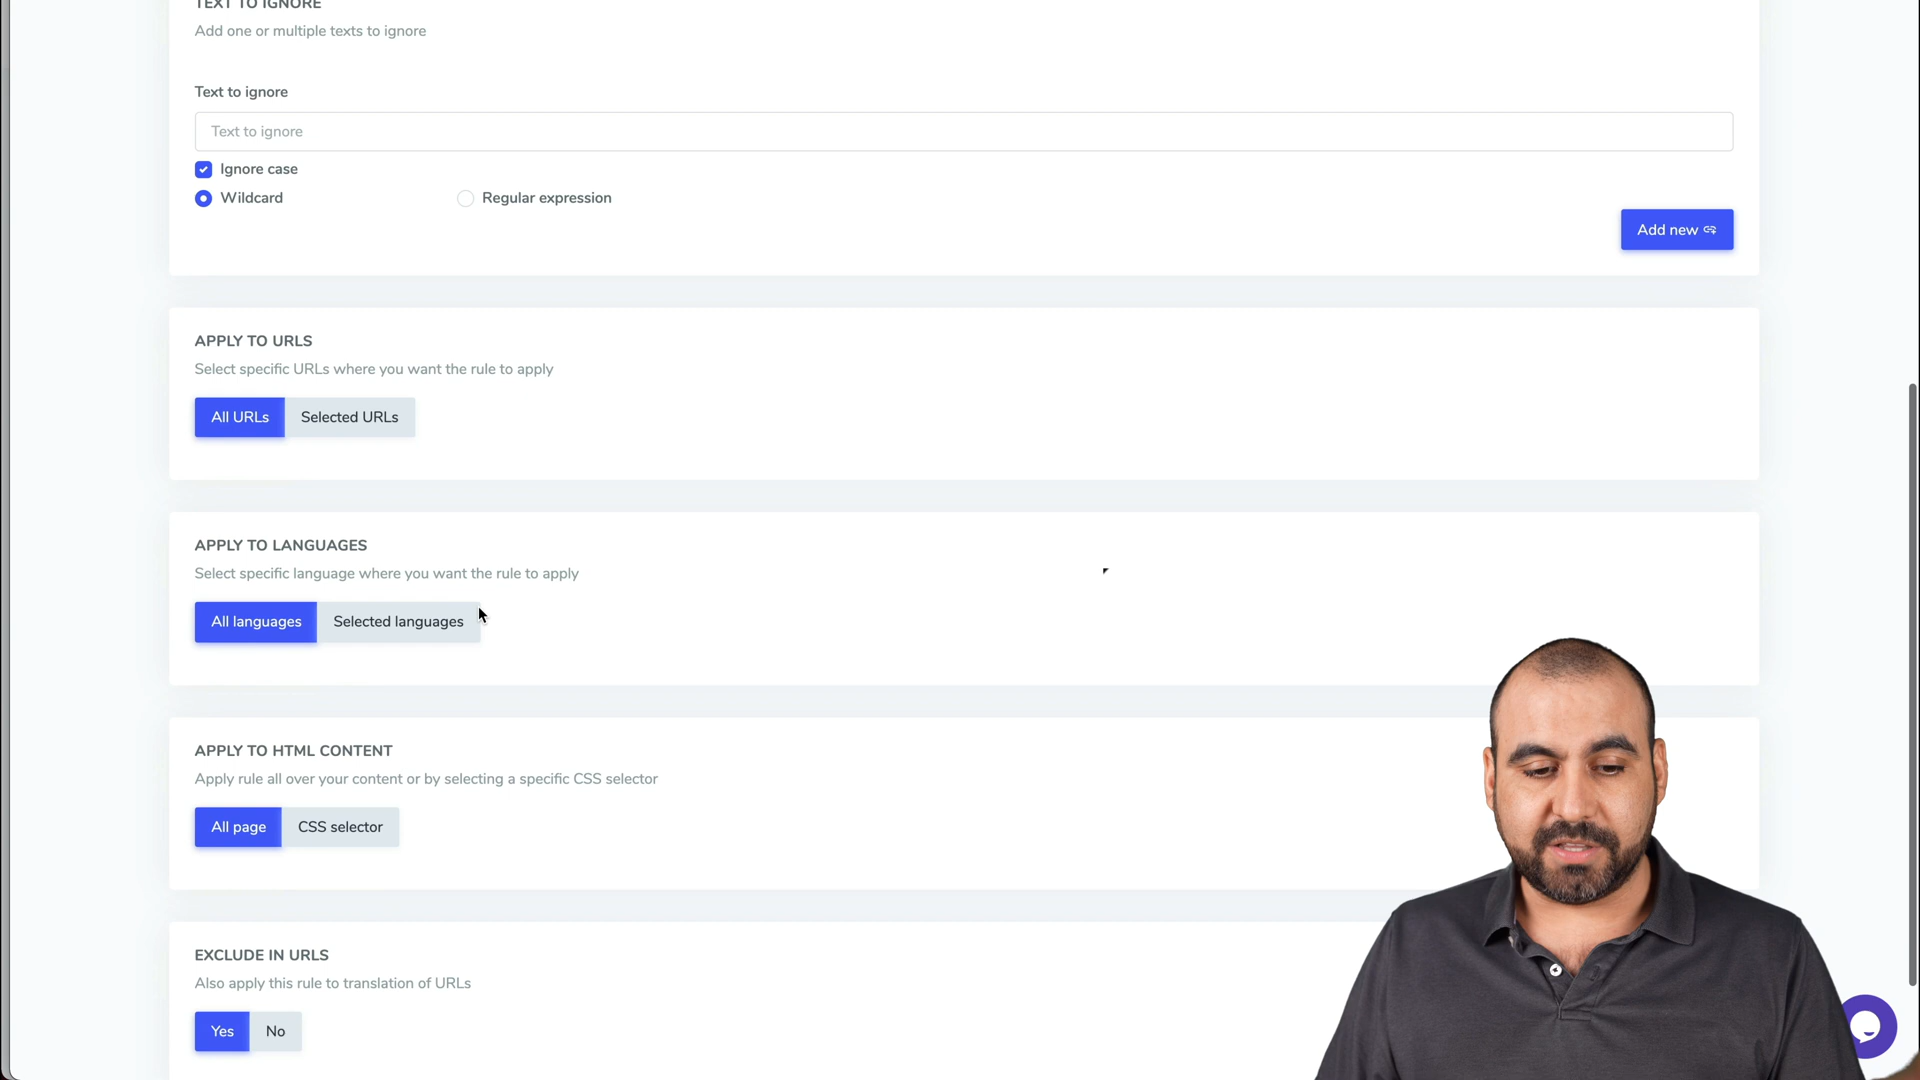 TEXT TO IGNORE
Add one or multiple texts to ignore
Text to ignore
Text to ignore
Ignore case
Wildcard
Regular expression
Add new
APPLY TO URLS
Select specific URLs where you want the rule to apply
All URLs
Selected URLs
APPLY TO LANGUAGES
Select specific language where you want the rule to apply
All languages
Selected languages
APPLY TO HTML CONTENT
Apply rule all over your content or by selecting a specific CSS selector
All page
CSS selector
EXCLUDE IN URLS
Also apply this rule to translation of URLs
Yes
No